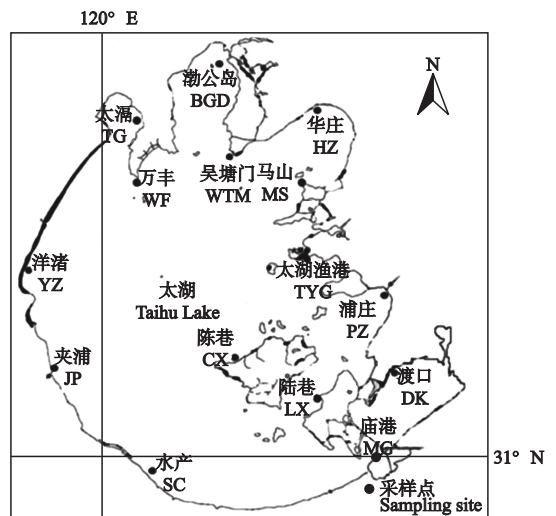 120° E
N
渤公岛
BGD
太滆
TG
华庄
HZ
万丰
WF
吴塘门
WTM
马山
MS
洋渚
YZ
太湖
Taihu Lake
太湖渔港
TYG
浦庄
PZ
陈巷
CX
夹浦
JP
陆巷
LX
渡口
DK
庙港
MG
31° N
水产
SC
采样点
Sampling site